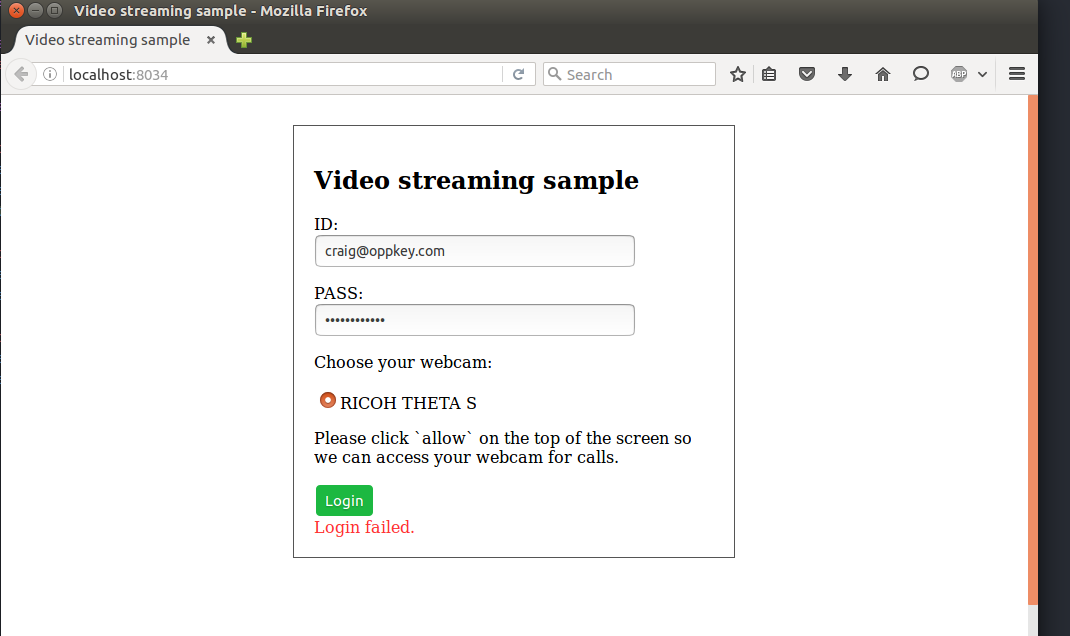 Video streaming sample - Mozilla Firefox
Video streaming sample
localhost:8034
Search
ABP
Video streaming sample
ID:
craig@oppkey.com
PASS:
••••••••••••
Choose your webcam:
RICOH THETA S
Please click `allow` on the top of the screen so
we can access your webcam for calls.
Login
Login failed.